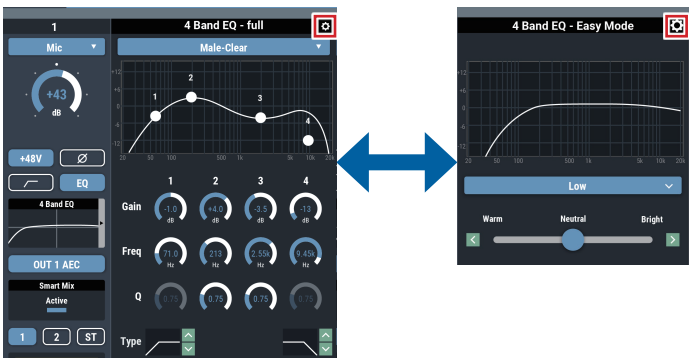 1
Mic
+43
dB
+48V
Ø
EQ
4 Band EQ
OUT 1 AEC
Smart Mix
Active
1 2 ST
4 Band EQ - full
Male-Clear
+12
+6
0
-6
-12
1
2
3
4
20 50 100 500 1k 5k 10k 20k
1 2 3 4
Gain -1.0 +4.0 -3.5 -13
dB dB dB dB
Freq 71.0 213 2.55k 9.45k
Hz Hz Hz Hz
Q 0.75 0.75 0.75 0.75
Type
4 Band EQ - Easy Mode
+12
+6
0
-6
-12
20 50 100 500 1k 5k 10k 20k
Low
Warm Neutral Bright